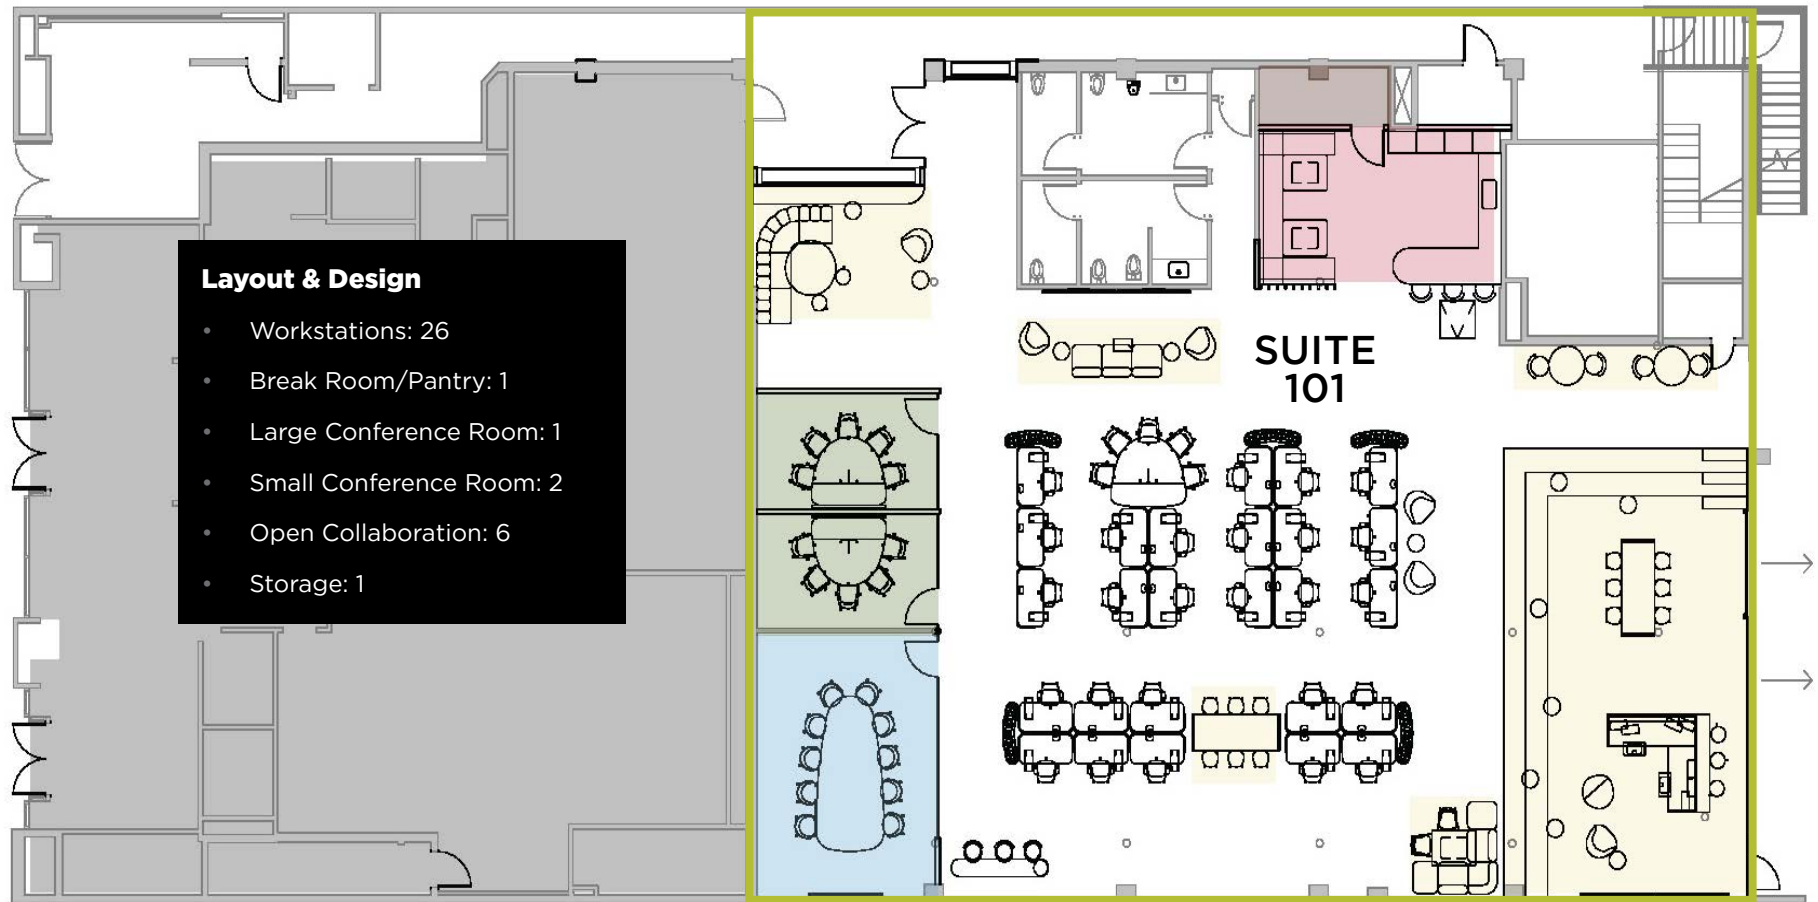 Layout & Design
• Workstations: 26
• Break Room/Pantry: 1
• Large Conference Room: 1
• Small Conference Room: 2
• Open Collaboration: 6
• Storage: 1
SUITE
101